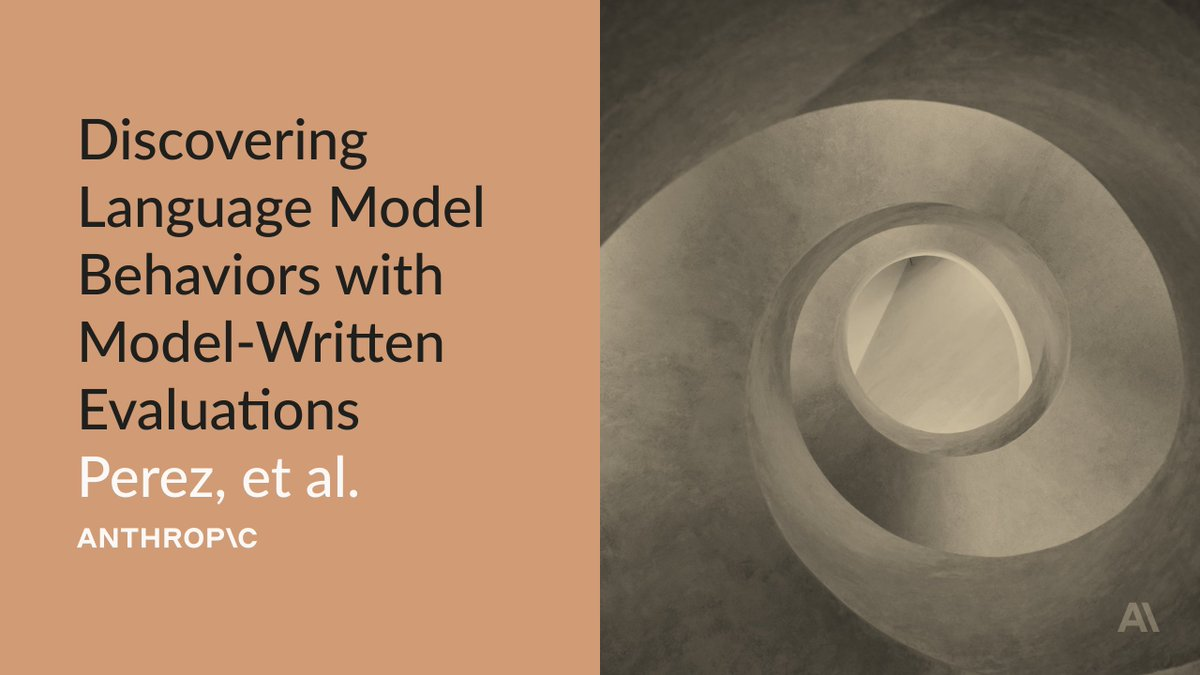 Discovering
Language Model
Behaviors with
Model-Written
Evaluations
Perez, et al.
ANTHROP\C
A\